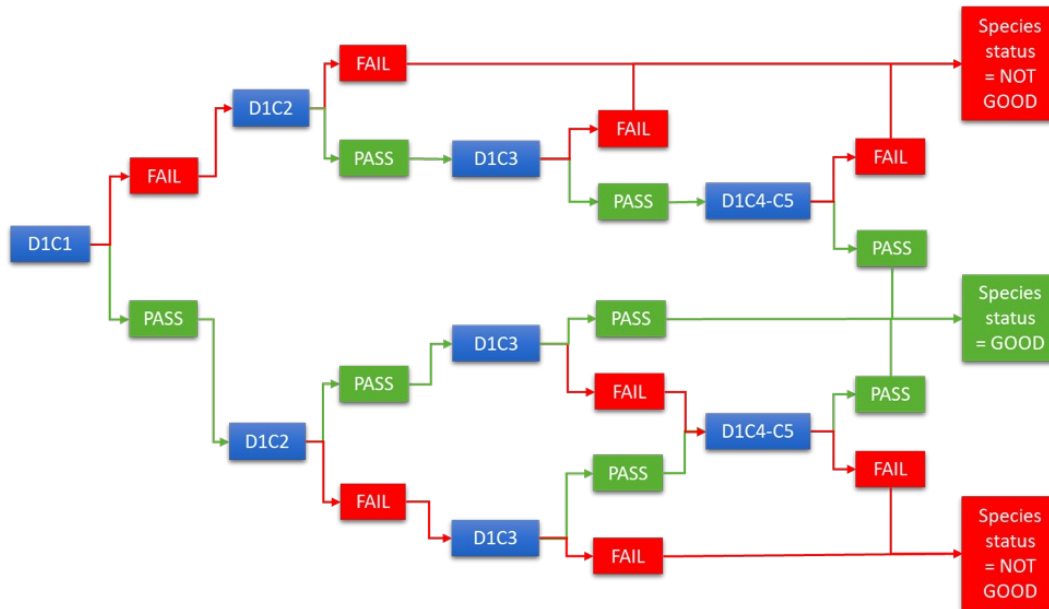 Species
status
= NOT
GOOD
FAIL
D1C2
FAIL
PASS
D1C3
FAIL
FAIL
PASS
D1C4-C5
D1C1
PASS
Species
status
= GOOD
PASS
PASS
D1C3
PASS
FAIL
PASS
D1C2
D1C4-C5
PASS
FAIL
FAIL
Species
status
= NOT
GOOD
D1C3
FAIL